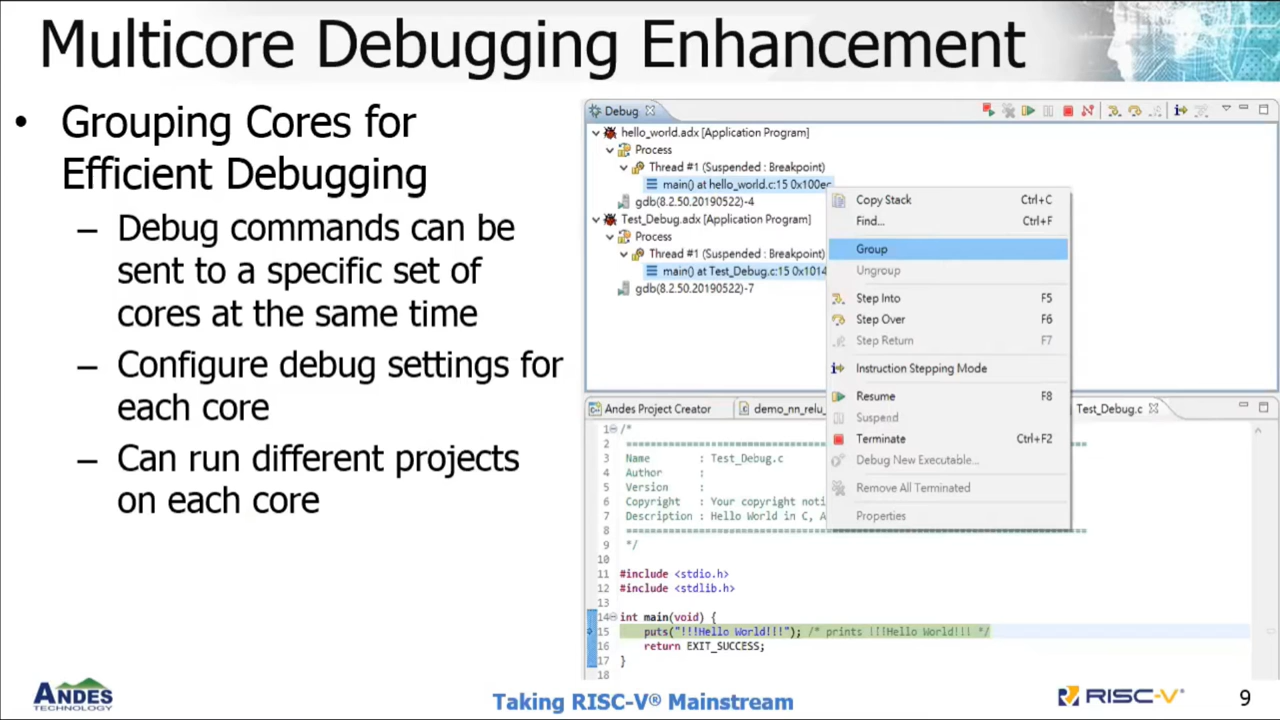 Multicore Debugging Enhancement
• Grouping Cores for
Efficient Debugging
– Debug commands can be
sent to a specific set of
cores at the same time
– Configure debug settings for
each core
– Can run different projects
on each core
Debug
hello_world.adx [Application Program]
Process
Thread #1 (Suspended : Breakpoint)
main() at hello_world.c:15 0x100ec
gdb(8.2.50.20190522)-4
Test_Debug.adx [Application Program]
Process
Thread #1 (Suspended : Breakpoint)
main() at Test_Debug.c:15 0x1014
gdb(8.2.50.20190522)-7
Copy Stack Ctrl+C
Find... Ctrl+F
Group
Ungroup
Step Into F5
Step Over F6
Step Return F7
Instruction Stepping Mode
Resume F8
Suspend
Terminate Ctrl+F2
Debug New Executable...
Remove All Terminated
Properties
Andes Project Creator demo_nn_relu_ Test_Debug.c
1 /*
2 ============
3 Name : Test_Debug.c
4 Author :
5 Version :
6 Copyright : Your copyright noti
7 Description : Hello World in C, A
8 ============
9 */
10
11 #include <stdio.h>
12 #include <stdlib.h>
13
14 int main(void) {
15 puts("!!!Hello World!!!"); /* prints !!!Hello World!!! */
16 return EXIT_SUCCESS;
17 }
18
ANDES
TECHNOLOGY
Taking RISC-V® Mainstream
RISC-V®
9